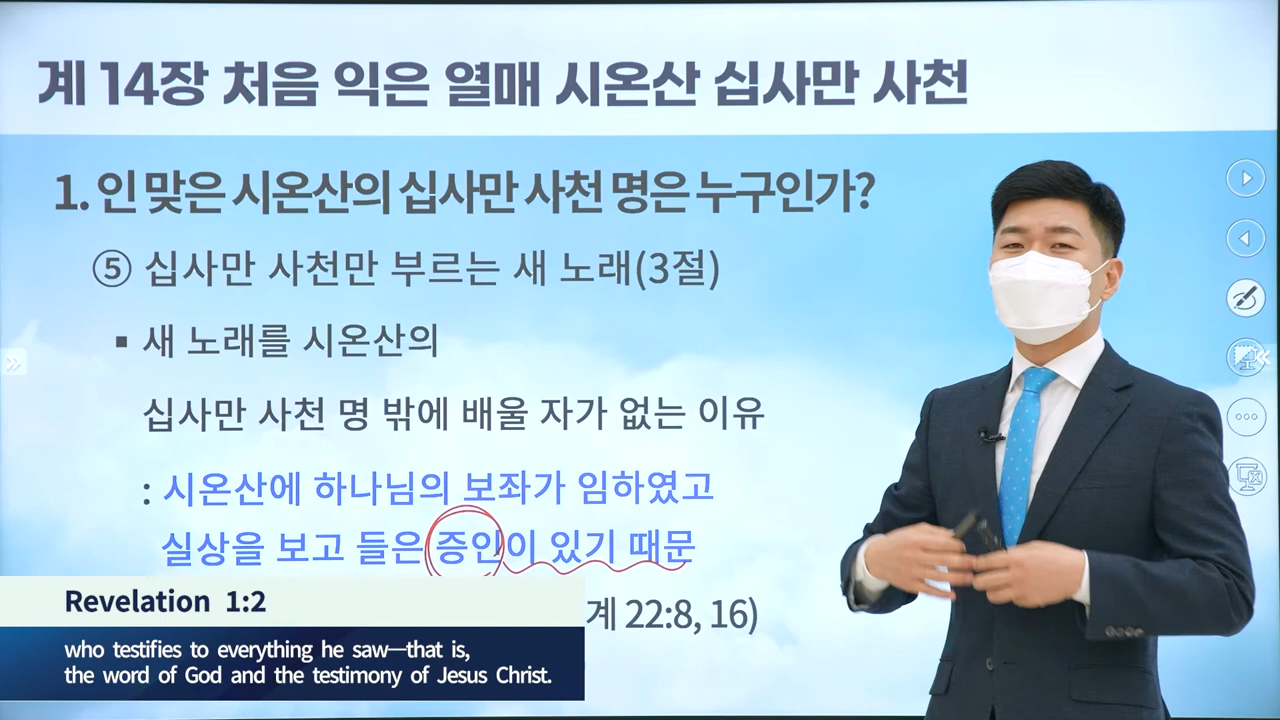 계 14장 처음 익은 열매 시온산 십사만 사천
1. 인 맞은 시온산의 십사만 사천 명은 누구인가?
⑤ 십사만 사천만 부르는 새 노래(3절)
▪ 새 노래를 시온산의
십사만 사천 명 밖에 배울 자가 없는 이유
: 시온산에 하나님의 보좌가 임하였고
실상을 보고 들은 증인이 있기 때문
계 22:8, 16)
Revelation 1:2
who testifies to everything he saw—that is,
the word of God and the testimony of Jesus Christ.